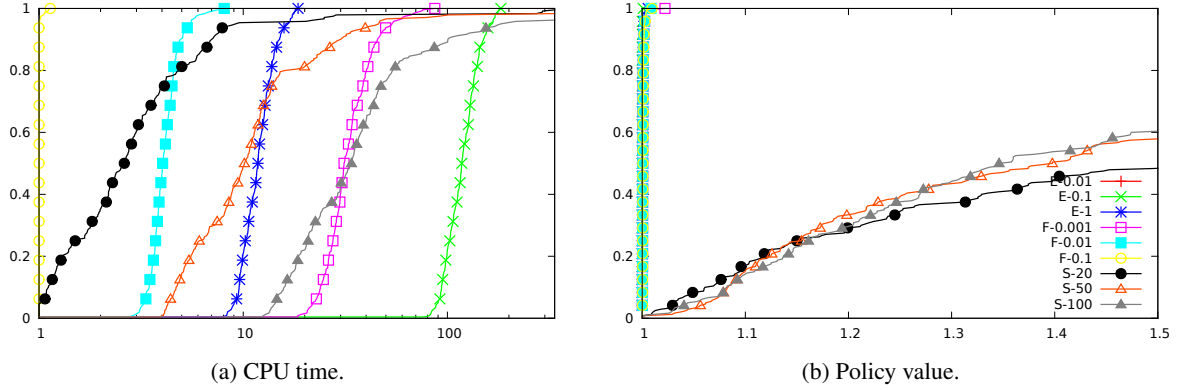 1
0.8
0.6
0.4
0.2
0
1
10
100
(a) CPU time.
1
0.8
0.6
0.4
0.2
0
E-0.01
E-0.1
E-1
F-0.001
F-0.01
F-0.1
S-20
S-50
S-100
1
1.1
1.2
1.3
1.4
1.5
(b) Policy value.